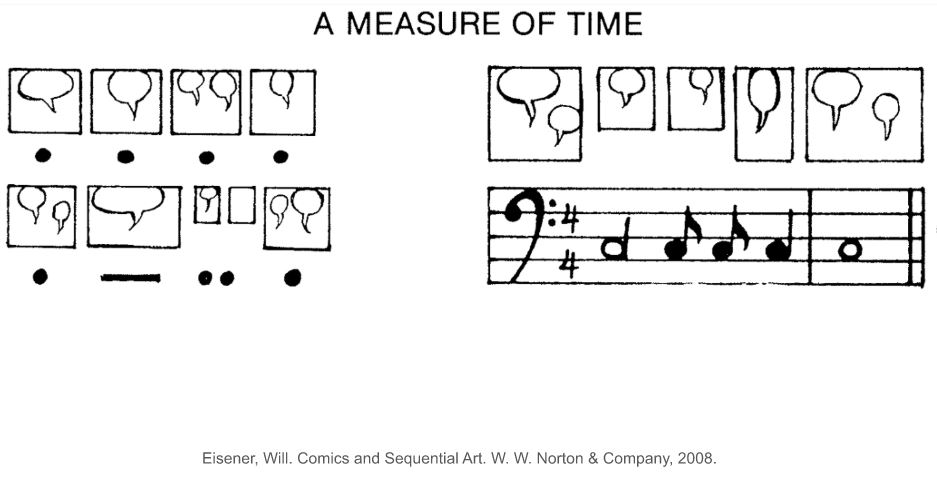 A MEASURE OF TIME
4
4
Eisener, Will. Comics and Sequential Art. W. W. Norton & Company, 2008.